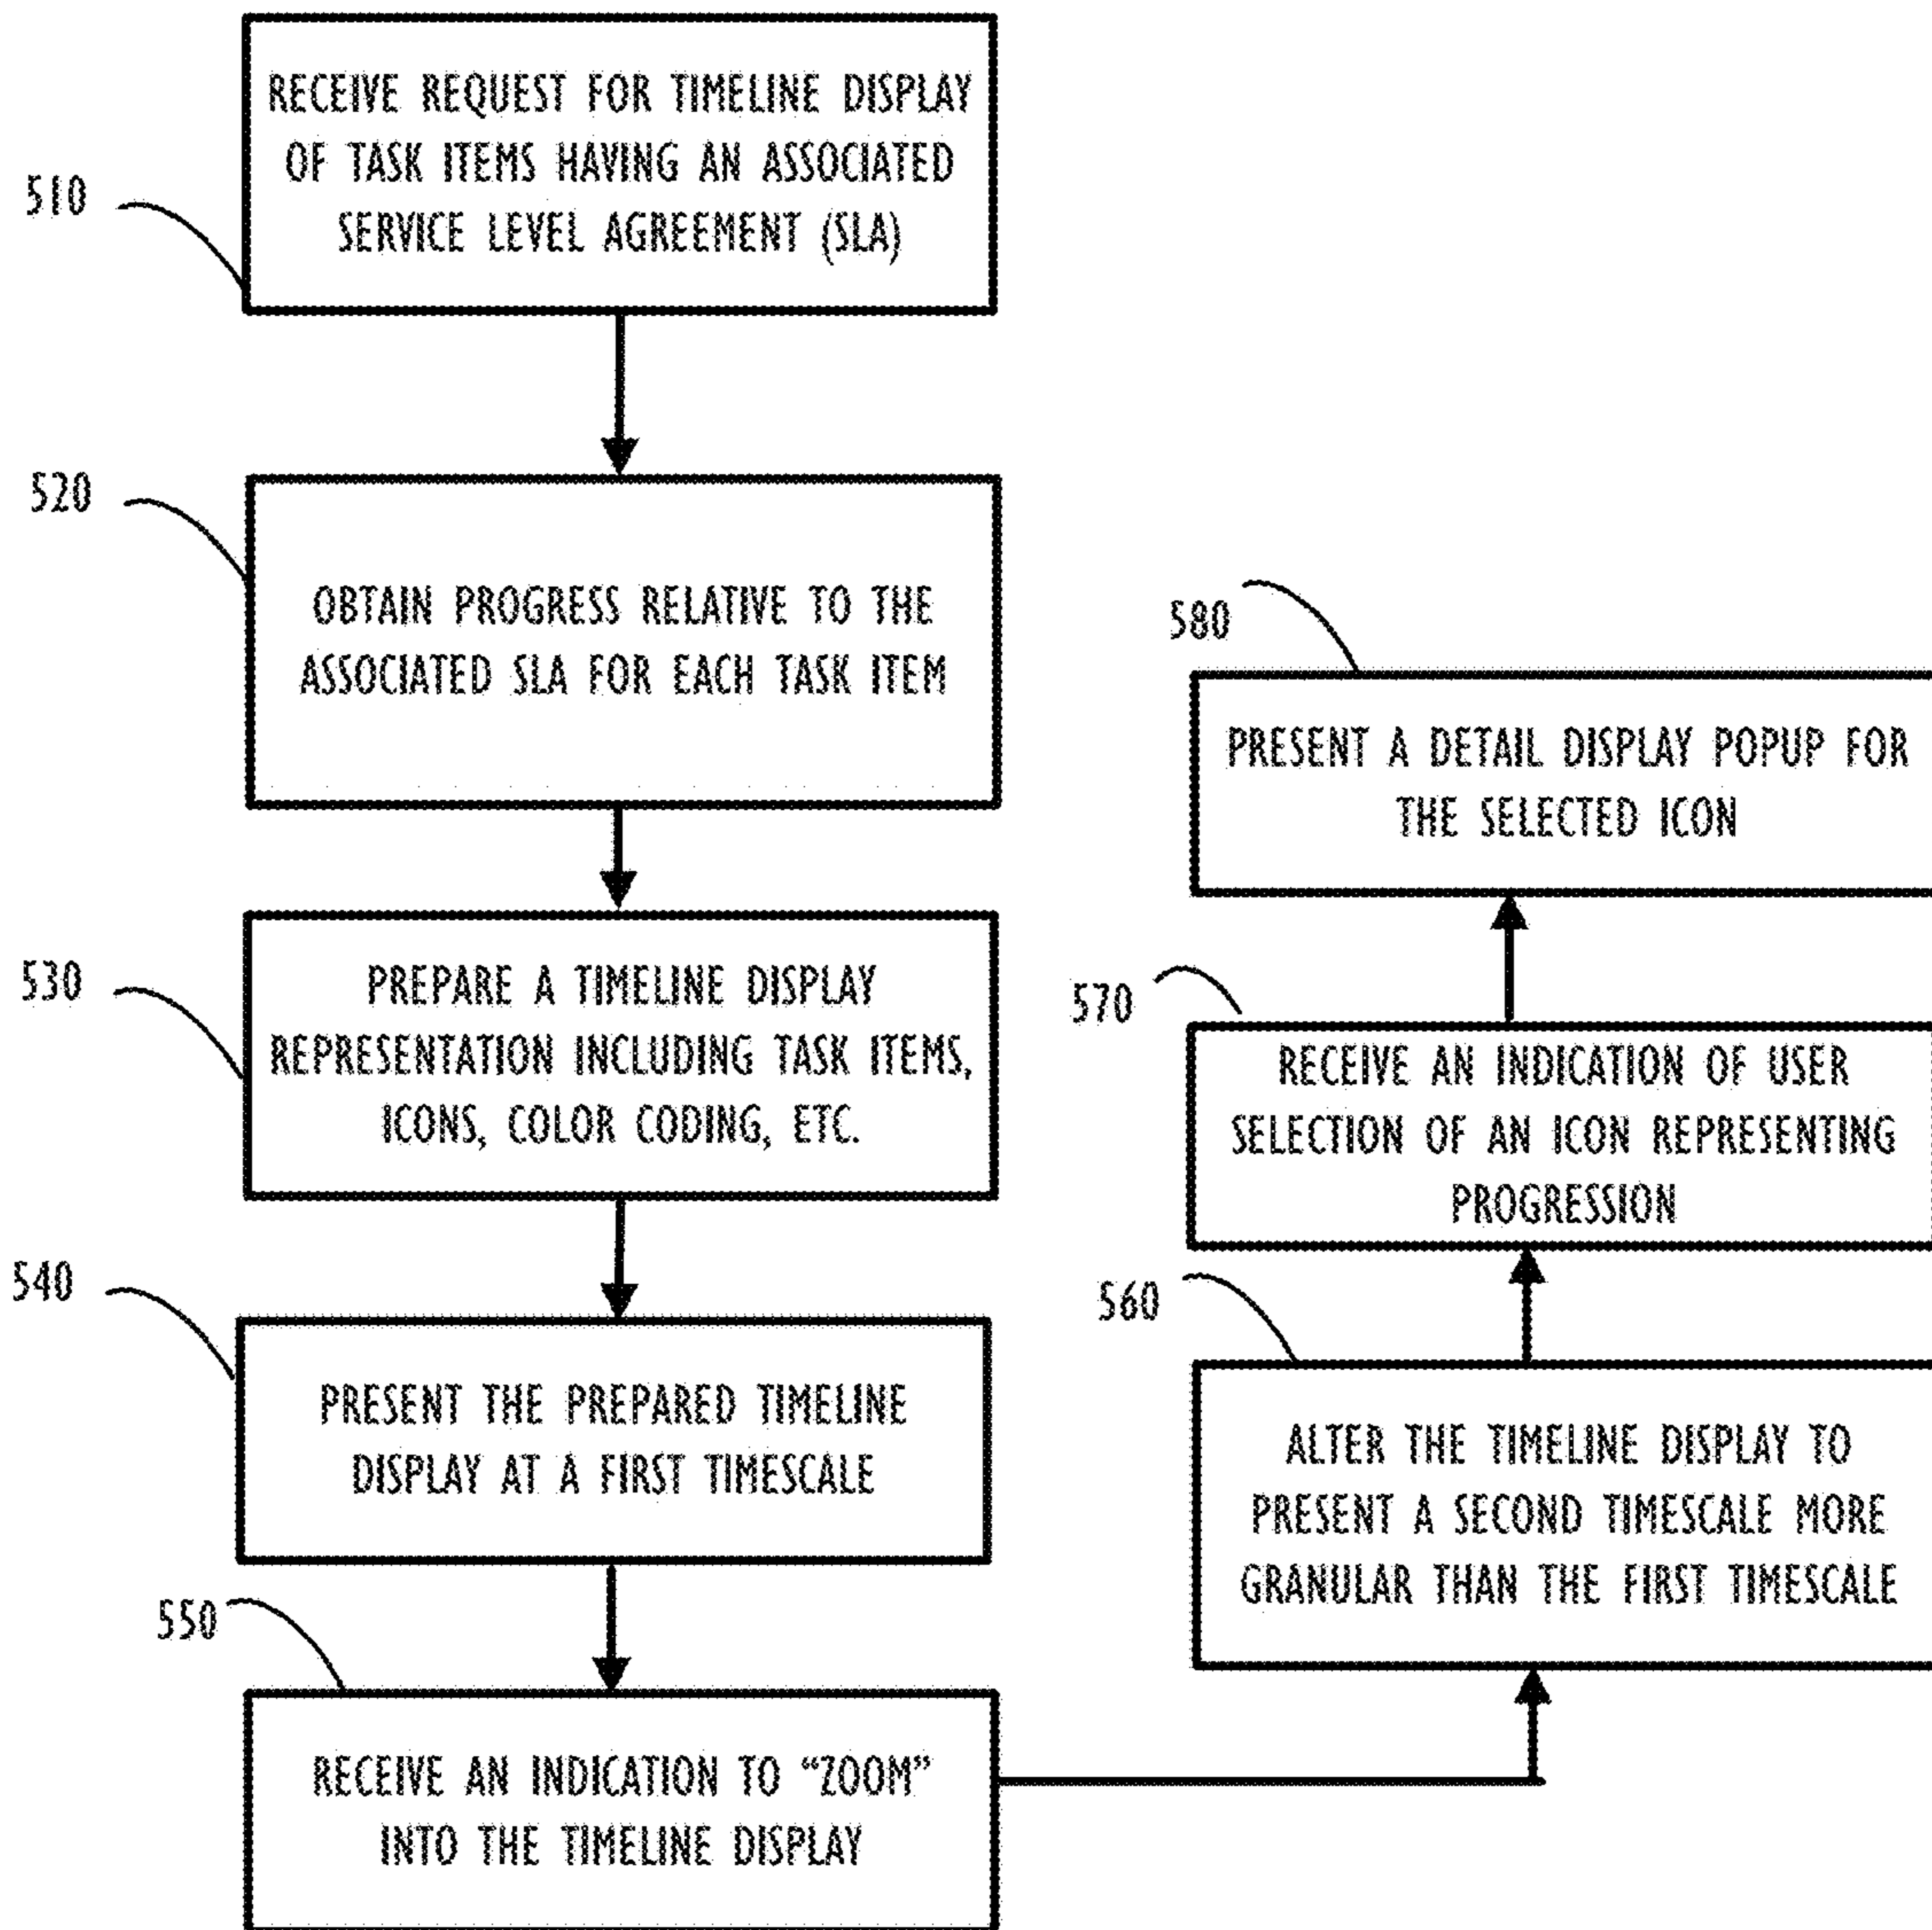 510
RECEIVE REQUEST FOR TIMELINE DISPLAY
OF TASK ITEMS HAVING AN ASSOCIATED
SERVICE LEVEL AGREEMENT (SLA)
520
OBTAIN PROGRESS RELATIVE TO THE
ASSOCIATED SLA FOR EACH TASK ITEM
530
PREPARE A TIMELINE DISPLAY
REPRESENTATION INCLUDING TASK ITEMS,
ICONS, COLOR CODING, ETC.
540
PRESENT THE PREPARED TIMELINE
DISPLAY AT A FIRST TIMESCALE
550
RECEIVE AN INDICATION TO “ZOOM”
INTO THE TIMELINE DISPLAY
560
ALTER THE TIMELINE DISPLAY TO
PRESENT A SECOND TIMESCALE MORE
GRANULAR THAN THE FIRST TIMESCALE
570
RECEIVE AN INDICATION OF USER
SELECTION OF AN ICON REPRESENTING
PROGRESSION
580
PRESENT A DETAIL DISPLAY POPUP FOR
THE SELECTED ICON